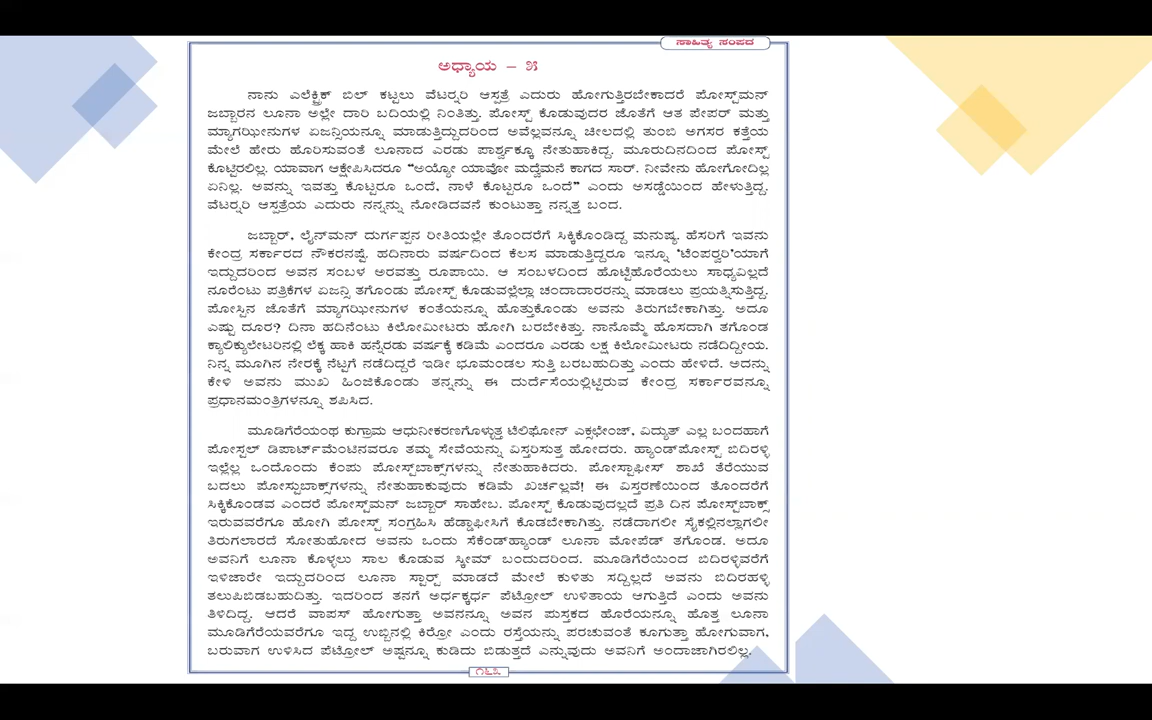 ಸಾಹಿತ್ಯ ಸಂಪದ
ಅಧ್ಯಾಯ – ೫
ನಾನು ಎಲೆಕ್ಟ್ರಿಕ್ ಬಿಲ್ ಕಟ್ಟಲು ವೆಟರ‍್ನರಿ ಆಸ್ಪತ್ರೆ ಎದುರು ಹೋಗುತ್ತಿರಬೇಕಾದರೆ ಪೋಸ್ಟ್‌ಮನ್
ಜಬ್ಬಾರನ ಲೂನಾ ಅಲ್ಲೇ ದಾರಿ ಬದಿಯಲ್ಲಿ ನಿಂತಿತ್ತು. ಪೋಸ್ಟ್ ಕೊಡುವುದರ ಜೊತೆಗೆ ಆತ ಪೇಪರ್ ಮತ್ತು
ಮ್ಯಾಗಝೀನುಗಳ ಏಜನ್ಸಿಯನ್ನೂ ಮಾಡುತ್ತಿದ್ದುದರಿಂದ ಅವೆಲ್ಲವನ್ನೂ ಚೀಲದಲ್ಲಿ ತುಂಬಿ ಅಗಸರ ಕತ್ತೆಯ
ಮೇಲೆ ಹೇರು ಹೊರಿಸುವಂತೆ ಲೂನಾದ ಎರಡು ಪಾರ್ಶ್ವಕ್ಕೂ ನೇತುಹಾಕಿದ್ದ. ಮೂರುದಿನದಿಂದ ಪೋಸ್ಟ್
ಕೊಟ್ಟಿರಲಿಲ್ಲ. ಯಾವಾಗ ಆಕ್ಷೇಪಿಸಿದರೂ “ಅಯ್ಯೋ ಯಾವೋ ಮದ್ವೆಮನೆ ಕಾಗದ ಸಾರ್. ನೀವೇನು ಹೋಗೋದಿಲ್ಲ
ಏನಿಲ್ಲ. ಅವನ್ನು ಇವತ್ತು ಕೊಟ್ಟರೂ ಒಂದೆ, ನಾಳೆ ಕೊಟ್ಟರೂ ಒಂದೆ” ಎಂದು ಅಸಡ್ಡೆಯಿಂದ ಹೇಳುತ್ತಿದ್ದ.
ವೆಟರ‍್ನರಿ ಆಸ್ಪತ್ರೆಯ ಎದುರು ನನ್ನನ್ನು ನೋಡಿದವನೆ ಕುಂಟುತ್ತಾ ನನ್ನತ್ತ ಬಂದ.
ಜಬ್ಬಾರ್, ಲೈನ್‌ಮನ್ ದುರ್ಗಪ್ಪನ ರೀತಿಯಲ್ಲೇ ತೊಂದರೆಗೆ ಸಿಕ್ಕಿಕೊಂಡಿದ್ದ ಮನುಷ್ಯ. ಹೆಸರಿಗೆ ಇವನು
ಕೇಂದ್ರ ಸರ್ಕಾರದ ನೌಕರನಷ್ಟೆ. ಹದಿನಾರು ವರ್ಷದಿಂದ ಕೆಲಸ ಮಾಡುತ್ತಿದ್ದರೂ ಇನ್ನೂ ‘ಟೆಂಪರ‍್ವರಿ’ಯಾಗೆ
ಇದ್ದುದರಿಂದ ಅವನ ಸಂಬಳ ಅರವತ್ತು ರೂಪಾಯಿ. ಆ ಸಂಬಳದಿಂದ ಹೊಟ್ಟೆಹೊರೆಯಲು ಸಾಧ್ಯವಿಲ್ಲದೆ
ನೂರೆಂಟು ಪತ್ರಿಕೆಗಳ ಏಜನ್ಸಿ ತಗೊಂಡು ಪೋಸ್ಟ್ ಕೊಡುವಲ್ಲೆಲ್ಲಾ ಚಂದಾದಾರರನ್ನು ಮಾಡಲು ಪ್ರಯತ್ನಿಸುತ್ತಿದ್ದ.
ಪೋಸ್ಟಿನ ಜೊತೆಗೆ ಮ್ಯಾಗಝೀನುಗಳ ಕಂತೆಯನ್ನೂ ಹೊತ್ತುಕೊಂಡು ಅವನು ತಿರುಗಬೇಕಾಗಿತ್ತು. ಅದೂ
ಎಷ್ಟು ದೂರ? ದಿನಾ ಹದಿನೆಂಟು ಕಿಲೋಮೀಟರು ಹೋಗಿ ಬರಬೇಕಿತ್ತು. ನಾನೊಮ್ಮೆ ಹೊಸದಾಗಿ ತಗೊಂಡ
ಕ್ಯಾಲಿಕ್ಯುಲೇಟರಿನಲ್ಲಿ ಲೆಕ್ಕ ಹಾಕಿ ಹನ್ನೆರಡು ವರ್ಷಕ್ಕೆ ಕಡಿಮೆ ಎಂದರೂ ಎರಡು ಲಕ್ಷ ಕಿಲೋಮೀಟರು ನಡೆದಿದ್ದೀಯ.
ನಿನ್ನ ಮೂಗಿನ ನೇರಕ್ಕೆ ನೆಟ್ಟಗೆ ನಡೆದಿದ್ದರೆ ಇಡೀ ಭೂಮಂಡಲ ಸುತ್ತಿ ಬರಬಹುದಿತ್ತು ಎಂದು ಹೇಳಿದೆ. ಅದನ್ನು
ಕೇಳಿ ಅವನು ಮುಖ ಹಿಂಜಿಕೊಂಡು ತನ್ನನ್ನು ಈ ದುರ್ದೆಸೆಯಲ್ಲಿಟ್ಟಿರುವ ಕೇಂದ್ರ ಸರ್ಕಾರವನ್ನೂ
ಪ್ರಧಾನಮಂತ್ರಿಗಳನ್ನೂ ಶಪಿಸಿದ.
ಮೂಡಿಗೆರೆಯಂಥ ಕುಗ್ರಾಮ ಆಧುನೀಕರಣಗೊಳ್ಳುತ್ತ ಟೆಲಿಫೋನ್ ಎಕ್ಸಛೇಂಜ್, ವಿದ್ಯುತ್ ಎಲ್ಲ ಬಂದಹಾಗೆ
ಪೋಸ್ಟಲ್ ಡಿಪಾರ್ಟ್‌ಮೆಂಟಿನವರೂ ತಮ್ಮ ಸೇವೆಯನ್ನು ವಿಸ್ತರಿಸುತ್ತ ಹೋದರು. ಹ್ಯಾಂಡ್‌ಪೋಸ್ಟ್ ಬಿದಿರಳ್ಳಿ
ಇಲ್ಲೆಲ್ಲ ಒಂದೊಂದು ಕೆಂಪು ಪೋಸ್ಟ್‌ಬಾಕ್ಸ್‌ಗಳನ್ನು ನೇತುಹಾಕಿದರು. ಪೋಸ್ಟಾಫೀಸ್ ಶಾಖೆ ತೆರೆಯುವ
ಬದಲು ಪೋಸ್ಟುಬಾಕ್ಸ್‌ಗಳನ್ನು ನೇತುಹಾಕುವುದು ಕಡಿಮೆ ಖರ್ಚಲ್ಲವೆ! ಈ ವಿಸ್ತರಣೆಯಿಂದ ತೊಂದರೆಗೆ
ಸಿಕ್ಕಿಕೊಂಡವ ಎಂದರೆ ಪೋಸ್ಟ್‌ಮನ್ ಜಬ್ಬಾರ್ ಸಾಹೇಬ. ಪೋಸ್ಟ್ ಕೊಡುವುದಲ್ಲದೆ ಪ್ರತಿ ದಿನ ಪೋಸ್ಟ್‌ಬಾಕ್ಸ್
ಇರುವವರೆಗೂ ಹೋಗಿ ಪೋಸ್ಟ್ ಸಂಗ್ರಹಿಸಿ ಹೆಡ್ಡಾಫೀಸಿಗೆ ಕೊಡಬೇಕಾಗಿತ್ತು. ನಡೆದಾಗಲೀ ಸೈಕಲ್ಲಿನಲ್ಲಾಗಲೀ
ತಿರುಗಲಾರದೆ ಸೋತುಹೋದ ಅವನು ಒಂದು ಸೆಕೆಂಡ್‌ಹ್ಯಾಂಡ್ ಲೂನಾ ಮೋಪೆಡ್ ತಗೊಂಡ. ಅದೂ
ಅವನಿಗೆ ಲೂನಾ ಕೊಳ್ಳಲು ಸಾಲ ಕೊಡುವ ಸ್ಕೀಮ್ ಬಂದುದರಿಂದ. ಮೂಡಿಗೆರೆಯಿಂದ ಬಿದಿರಳ್ಳಿವರೆಗೆ
ಇಳಿಜಾರೇ ಇದ್ದುದರಿಂದ ಲೂನಾ ಸ್ಟಾರ್ಟ್ ಮಾಡದೆ ಮೇಲೆ ಕುಳಿತು ಸದ್ದಿಲ್ಲದೆ ಅವನು ಬಿದಿರಹಳ್ಳಿ
ತಲುಪಿಬಿಡಬಹುದಿತ್ತು. ಇದರಿಂದ ತನಗೆ ಅರ್ಧಕ್ಕರ್ಧ ಪೆಟ್ರೋಲ್ ಉಳಿತಾಯ ಆಗುತ್ತಿದೆ ಎಂದು ಅವನು
ತಿಳಿದಿದ್ದ. ಆದರೆ ವಾಪಸ್ ಹೋಗುತ್ತಾ ಅವನನ್ನೂ ಅವನ ಪುಸ್ತಕದ ಹೊರೆಯನ್ನೂ ಹೊತ್ತ ಲೂನಾ
ಮೂಡಿಗೆರೆಯವರೆಗೂ ಇದ್ದ ಉಬ್ಬಿನಲ್ಲಿ ಕಿರ‍್ರೋ ಎಂದು ರಸ್ತೆಯನ್ನು ಪರಚುವಂತೆ ಕೂಗುತ್ತಾ ಹೋಗುವಾಗ,
ಬರುವಾಗ ಉಳಿಸಿದ ಪೆಟ್ರೋಲ್ ಅಷ್ಟನ್ನೂ ಕುಡಿದು ಬಿಡುತ್ತದೆ ಎನ್ನುವುದು ಅವನಿಗೆ ಅಂದಾಜಾಗಿರಲಿಲ್ಲ.